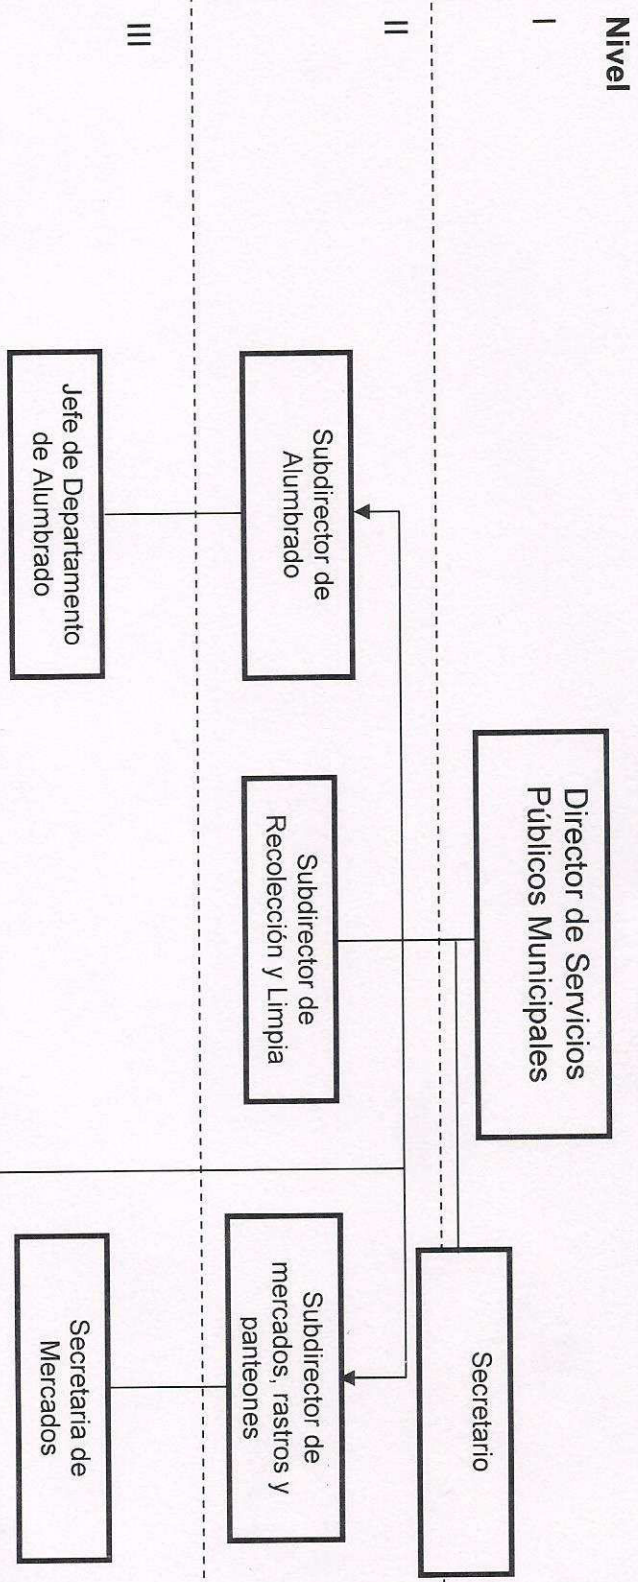 Nivel
I
Director de Servicios
Públicos Municipales
Secretario
II
Subdirector de
Alumbrado
Subdirector de
Recolección y Limpia
Subdirector de
mercados, rastros y
panteones
III
Jefe de Departamento
de Alumbrado
Secretaria de
Mercados